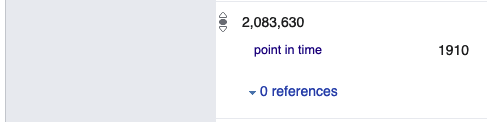 2,083,630
point in time 1910
0 references